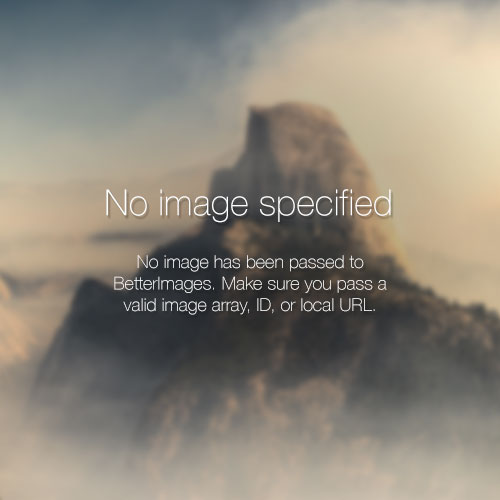 No image specified
No image has been passed to
BetterImages. Make sure you pass a
valid image array, ID, or local URL.